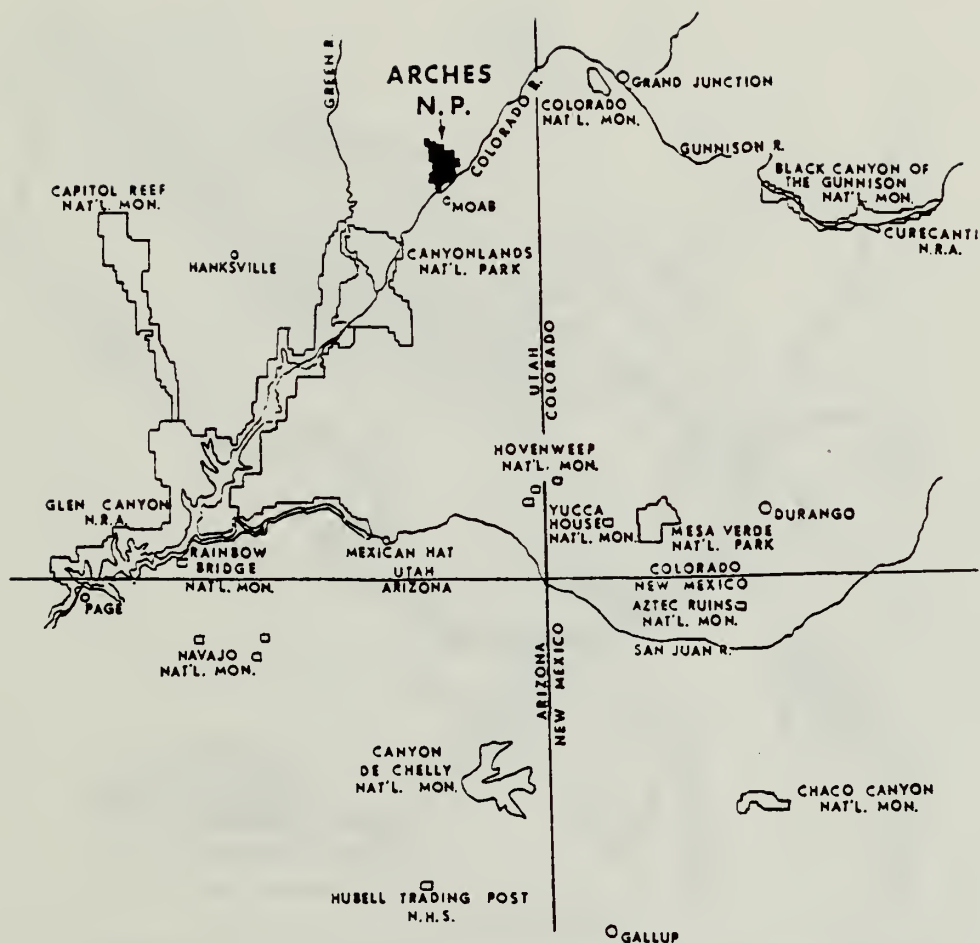 ARCHES
N.P.
GREEN R.
COLORADO R.
GRAND JUNCTION
COLORADO
NAT'L. MON.
GUNNISON R.
BLACK CANYON OF
THE GUNNISON
NAT'L. MON.
CURECANTI
N.R.A.
CAPITOL REEF
NAT'L. MON.
MOAB
HANKSVILLE
CANYONLANDS
NAT'L. PARK
UTAH
COLORADO
HOVENWEEP
NAT'L. MON.
GLEN CANYON
N.R.A.
YUCCA
HOUSE
NAT'L. MON.
MESA VERDE
NAT'L. PARK
DURANGO
RAINBOW
BRIDGE
NAT'L. MON.
MEXICAN HAT
UTAH
ARIZONA
COLORADO
NEW MEXICO
PAGE
AZTEC RUINS
NAT'L. MON.
SAN JUAN R.
NAVAJO
NAT'L. MON.
ARIZONA
NEW MEXICO
CANYON
DE CHELLY
NAT'L. MON.
CHACO CANYON
NAT'L. MON.
HUBELL TRADING POST
N.H.S.
GALLUP